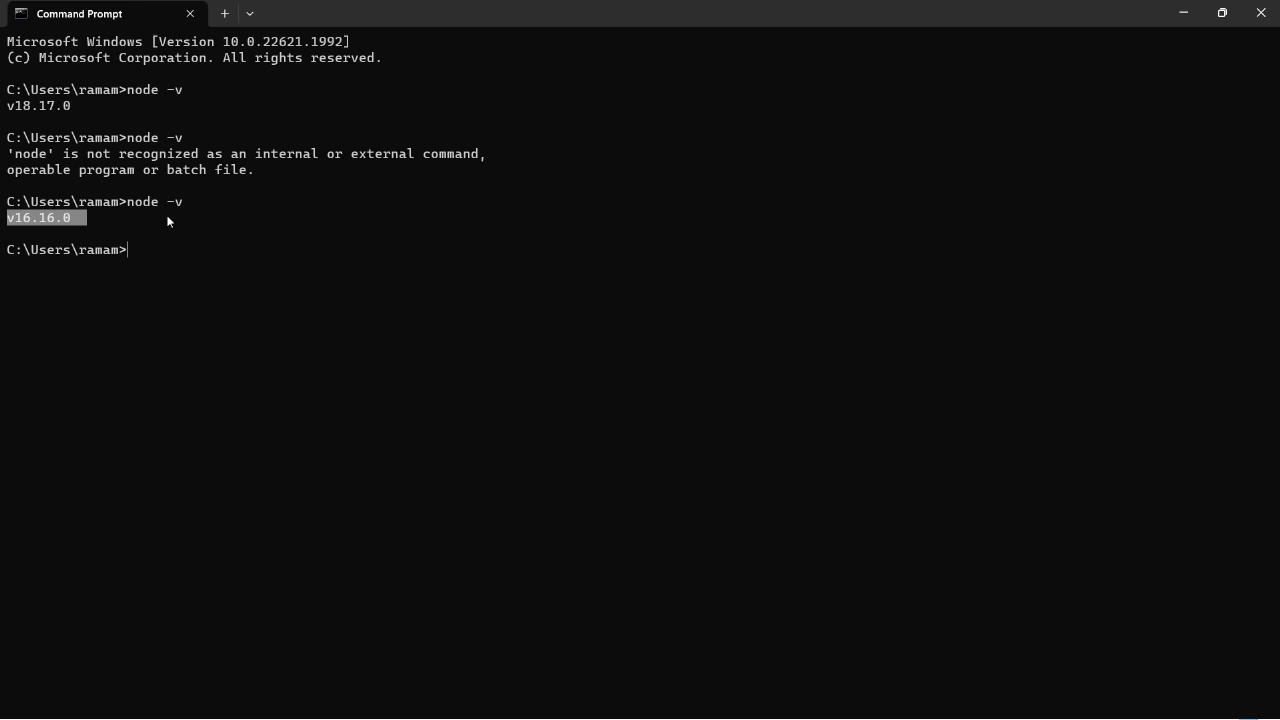 Command Prompt
Microsoft Windows [Version 10.0.22621.1992]
(c) Microsoft Corporation. All rights reserved.
C:\Users\ramam>node -v
v18.17.0
C:\Users\ramam>node -v
'node' is not recognized as an internal or external command,
operable program or batch file.
C:\Users\ramam>node -v
v16.16.0
C:\Users\ramam>